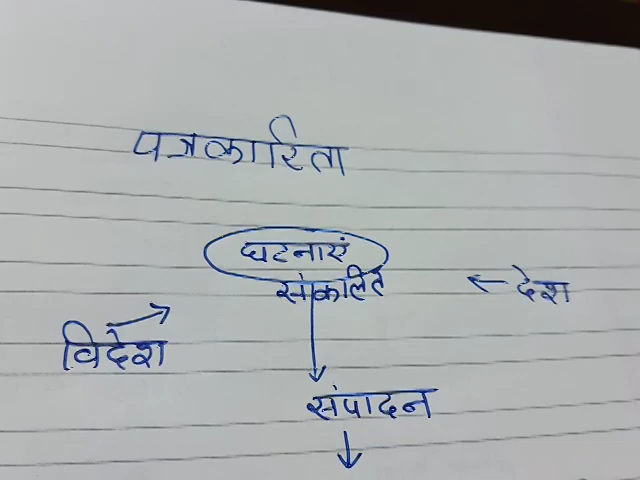 पत्रकारिता
घटनाएं
संकलित
← देश
विदेश →
संपादन